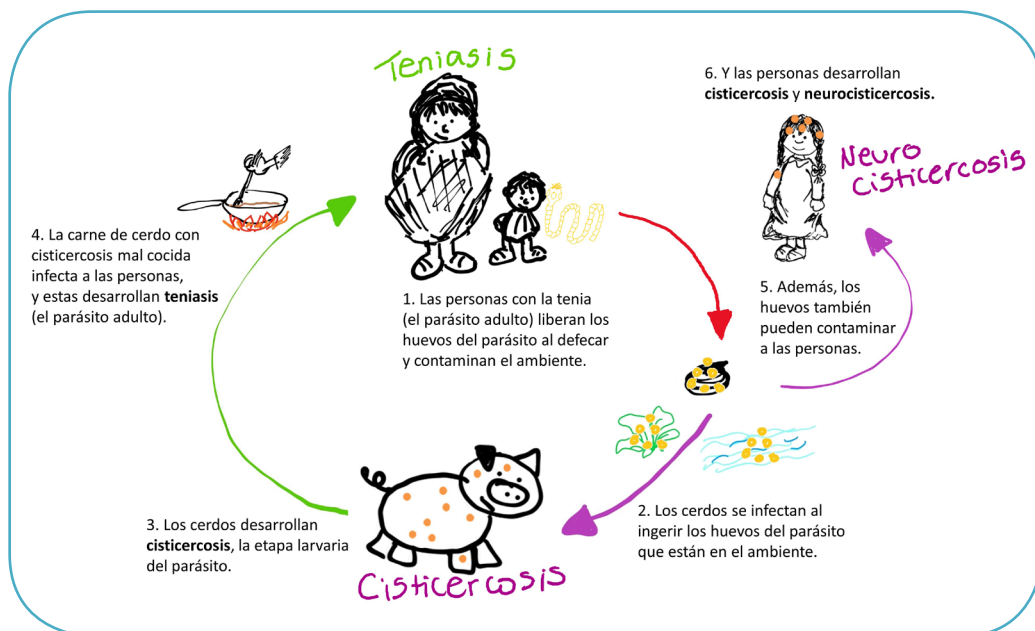 Teniasis
1. Las personas con la tenia
(el parásito adulto) liberan los
huevos del parásito al defecar
y contaminan el ambiente.
2. Los cerdos se infectan al
ingerir los huevos del parásito
que están en el ambiente.
Cisticercosis
3. Los cerdos desarrollan
cisticercosis, la etapa larvaria
del parásito.
4. La carne de cerdo con
cisticercosis mal cocida
infecta a las personas,
y estas desarrollan teniasis
(el parásito adulto).
5. Además, los
huevos también
pueden contaminar
a las personas.
6. Y las personas desarrollan
cisticercosis y neurocisticercosis.
Neuro
cisticercosis